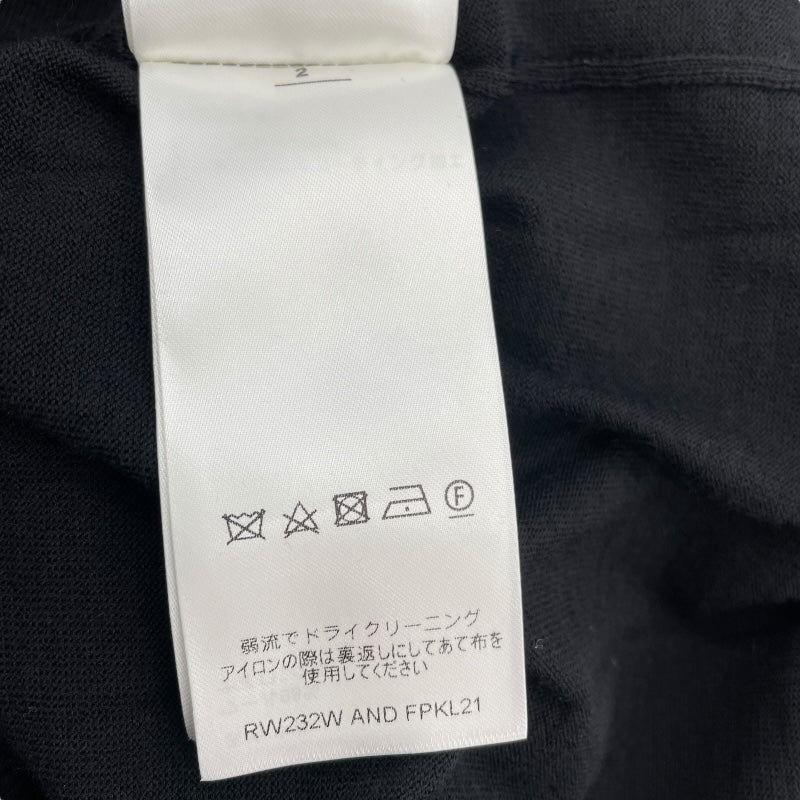 2
F
弱流でドライクリーニング
アイロンの際は裏返しにしてあて布を
使用してください
RW232W AND FPKL21